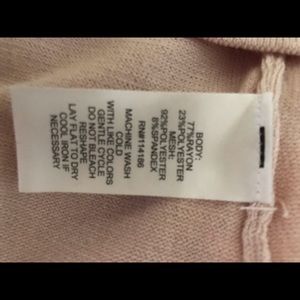 BODY:
77%RAYON
23%POLYESTER
MESH:
92%POLYESTER
8%SPANDEX
RN#114186
MACHINE WASH
COLD
WITH LIKE COLORS
GENTLE CYCLE
DO NOT BLEACH
RESHAPE
LAY FLAT TO DRY
COOL IRON IF
NECESSARY